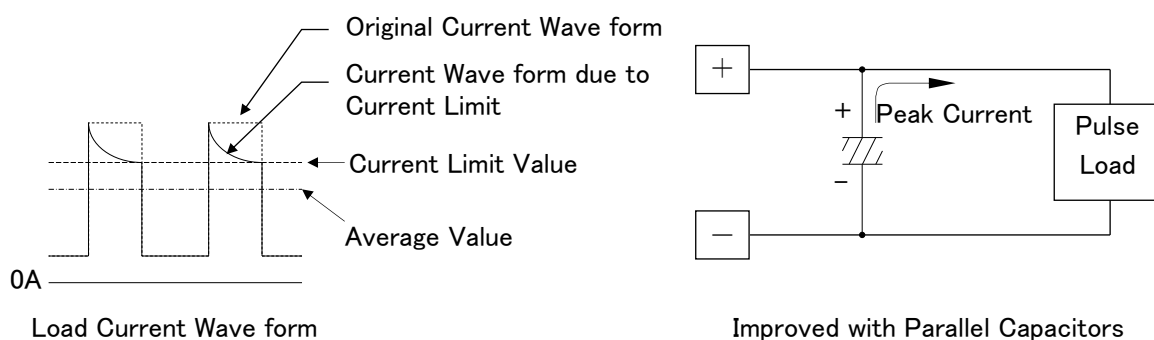 Original Current Wave form
Current Wave form due to
Current Limit
Current Limit Value
Average Value
0A
Load Current Wave form
+
+
Peak Current
−
−
Pulse
Load
Improved with Parallel Capacitors